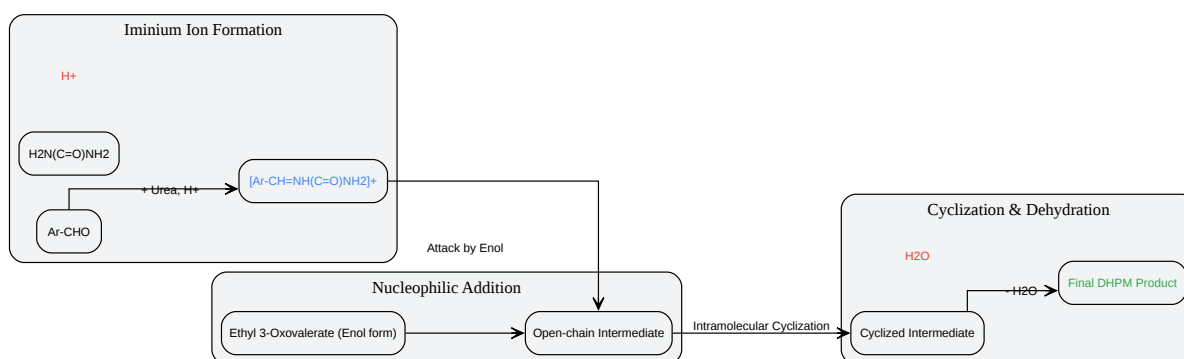 Iminium Ion Formation
H+
H2N(C=O)NH2
+ Urea, H+
[Ar-CH=NH(C=O)NH2]+
Ar-CHO
Attack by Enol
Nucleophilic Addition
Ethyl 3-Oxovalerate (Enol form)
Open-chain Intermediate
Intramolecular Cyclization
Cyclization & Dehydration
H2O
- H2O
Final DHPM Product
Cyclized Intermediate